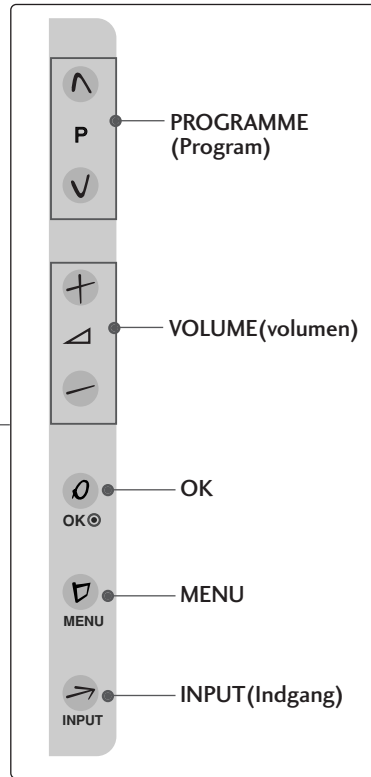 P
PROGRAMME
(Program)
VOLUME(volumen)
OK
OK
MENU
MENU
INPUT(Indgang)
INPUT